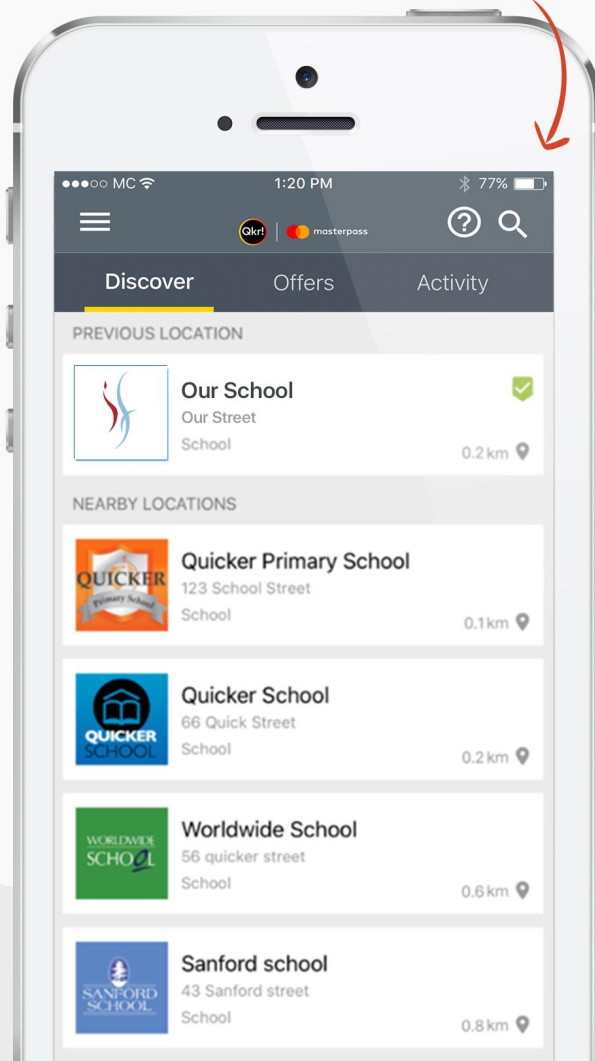 ●●●○○ MC 1:20 PM 77%
Qkr! | masterpass ?
Discover Offers Activity
PREVIOUS LOCATION
Our School
Our Street
School
0.2 km
NEARBY LOCATIONS
QUICKER
Primary School
Quicker Primary School
123 School Street
School
0.1 km
QUICKER
SCHOOL
Quicker School
66 Quick Street
School
0.2 km
WORLDWIDE
SCHOOL
Worldwide School
56 quicker street
School
0.6 km
SANFORD
SCHOOL
Sanford school
43 Sanford street
School
0.8 km